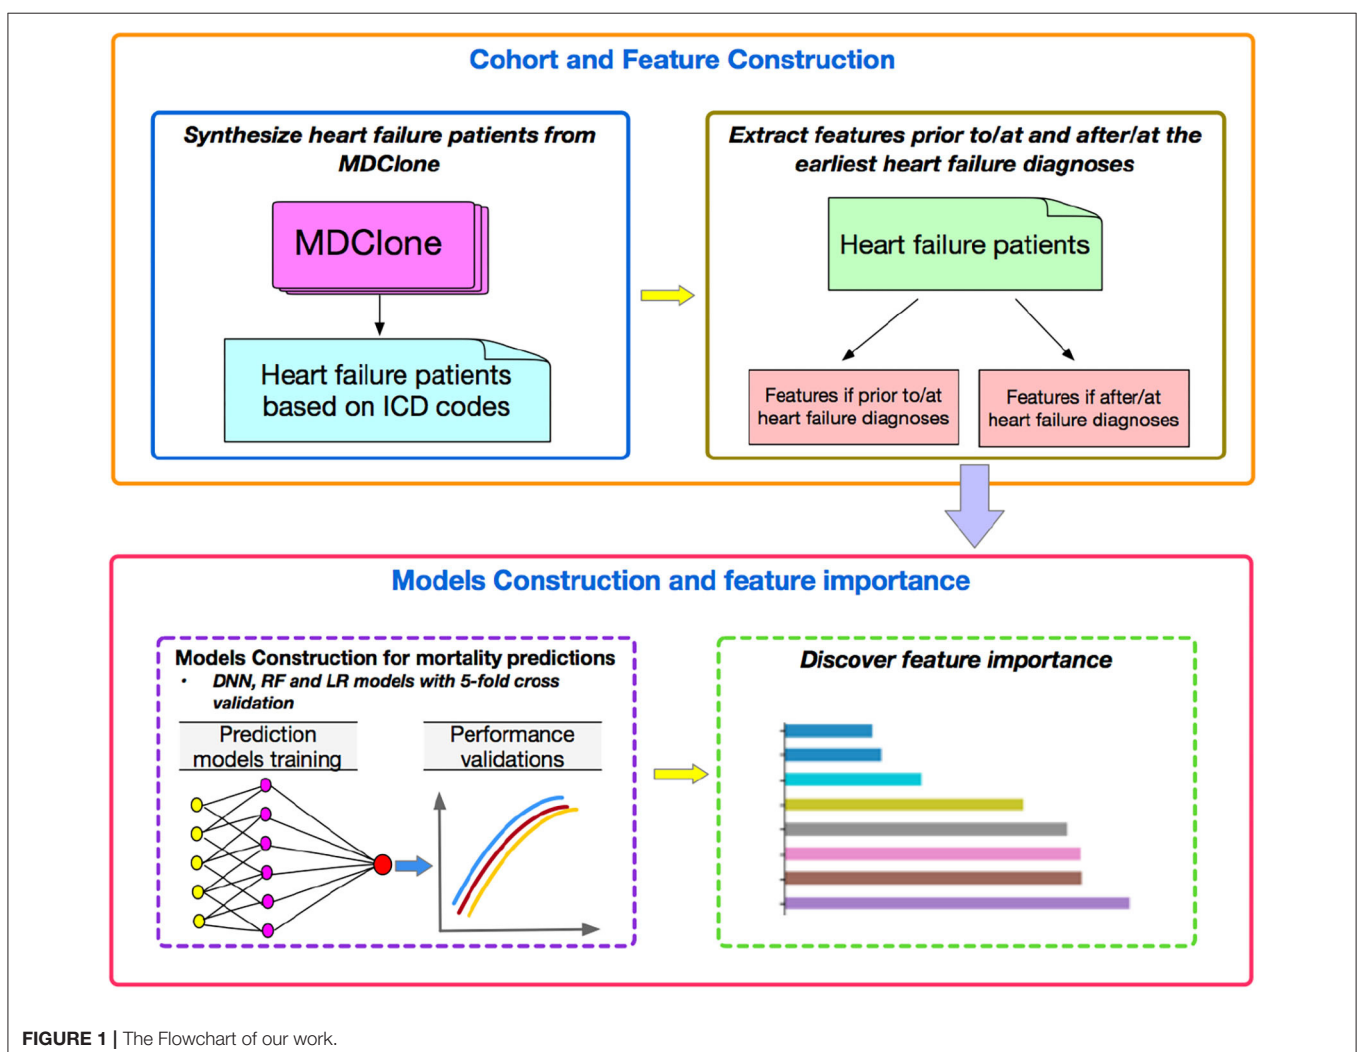 Cohort and Feature Construction
Synthesize heart failure patients from
MDClone
MDClone
Heart failure patients
based on ICD codes
Extract features prior to/at and after/at the
earliest heart failure diagnoses
Heart failure patients
Features if prior to/at
heart failure diagnoses
Features if after/at
heart failure diagnoses
Models Construction and feature importance
Models Construction for mortality predictions
• DNN, RF and LR models with 5-fold cross
validation
Prediction
models training
Performance
validations
Discover feature importance
FIGURE 1 | The Flowchart of our work.